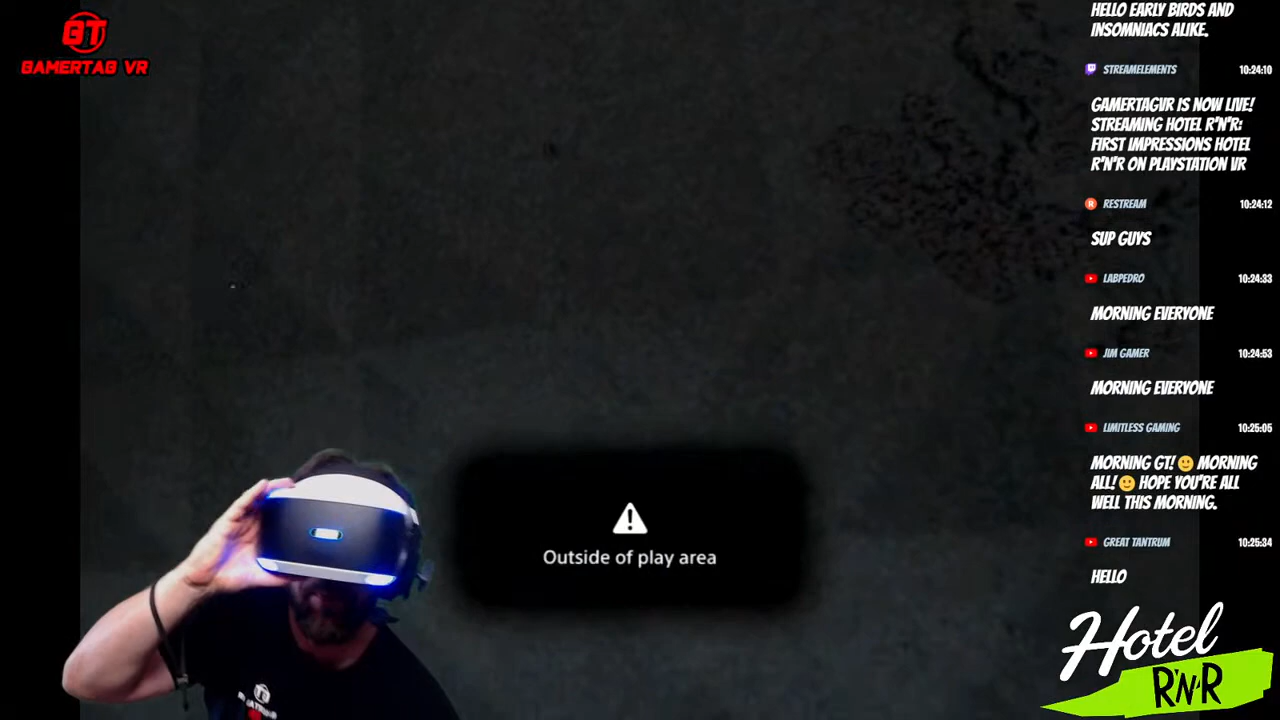 GT
GAMERTAG VR
HELLO EARLY BIRDS AND
INSOMNIACS ALIKE.
STREAMELEMENTS 10:24:10
GAMERTAGVR IS NOW LIVE!
STREAMING HOTEL R'N'R:
FIRST IMPRESSIONS HOTEL
R'N'R ON PLAYSTATION VR
RESTREAM 10:24:12
SUP GUYS
LABPEDRO 10:24:33
MORNING EVERYONE
JIM GAMER 10:24:53
MORNING EVERYONE
LIMITLESS GAMING 10:25:05
MORNING GT! 🙂 MORNING
ALL! 🙂 HOPE YOU'RE ALL
WELL THIS MORNING.
GREAT TANTRUM 10:25:34
HELLO
Outside of play area
Hotel
R'N'R